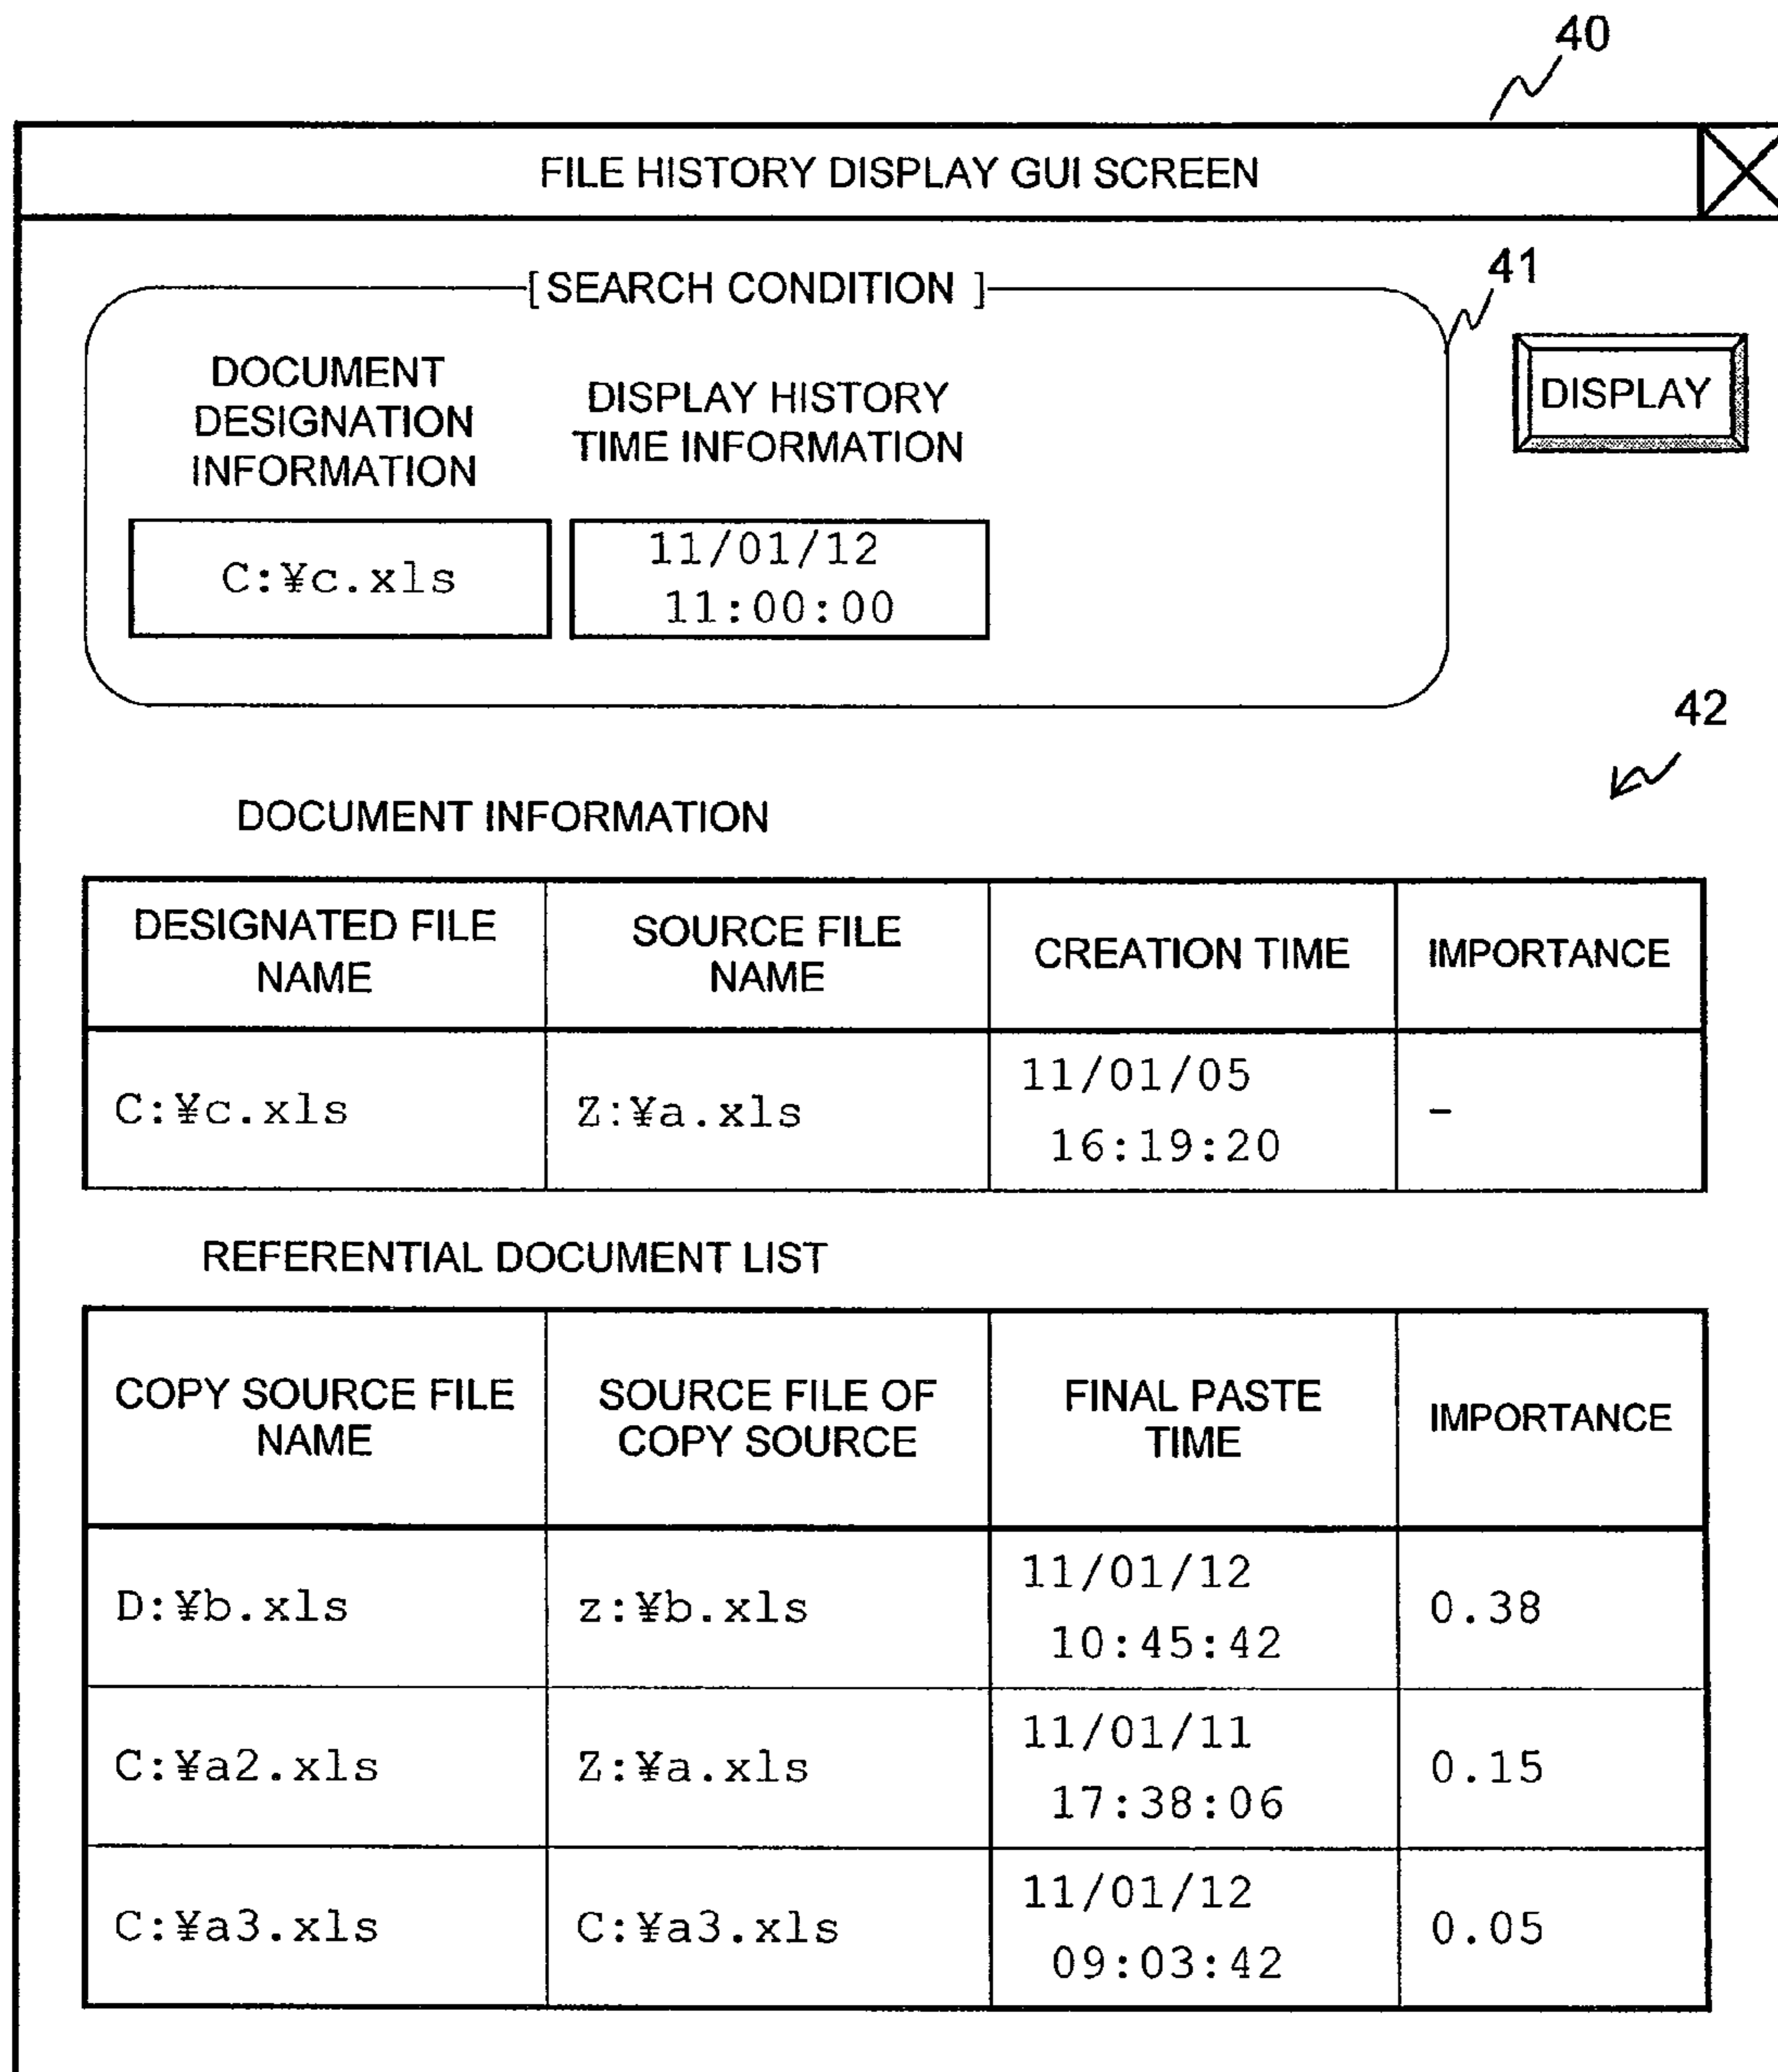 40
FILE HISTORY DISPLAY GUI SCREEN
[SEARCH CONDITION ]
41
DOCUMENT
DESIGNATION
INFORMATION
DISPLAY HISTORY
TIME INFORMATION
DISPLAY
C:¥c.xls
11/01/12
11:00:00
42
DOCUMENT INFORMATION
DESIGNATED FILE
NAME
SOURCE FILE
NAME
CREATION TIME
IMPORTANCE
C:¥c.xls
Z:¥a.xls
11/01/05
16:19:20
–
REFERENTIAL DOCUMENT LIST
COPY SOURCE FILE
NAME
SOURCE FILE OF
COPY SOURCE
FINAL PASTE
TIME
IMPORTANCE
D:¥b.xls
z:¥b.xls
11/01/12
10:45:42
0.38
C:¥a2.xls
Z:¥a.xls
11/01/11
17:38:06
0.15
C:¥a3.xls
C:¥a3.xls
11/01/12
09:03:42
0.05